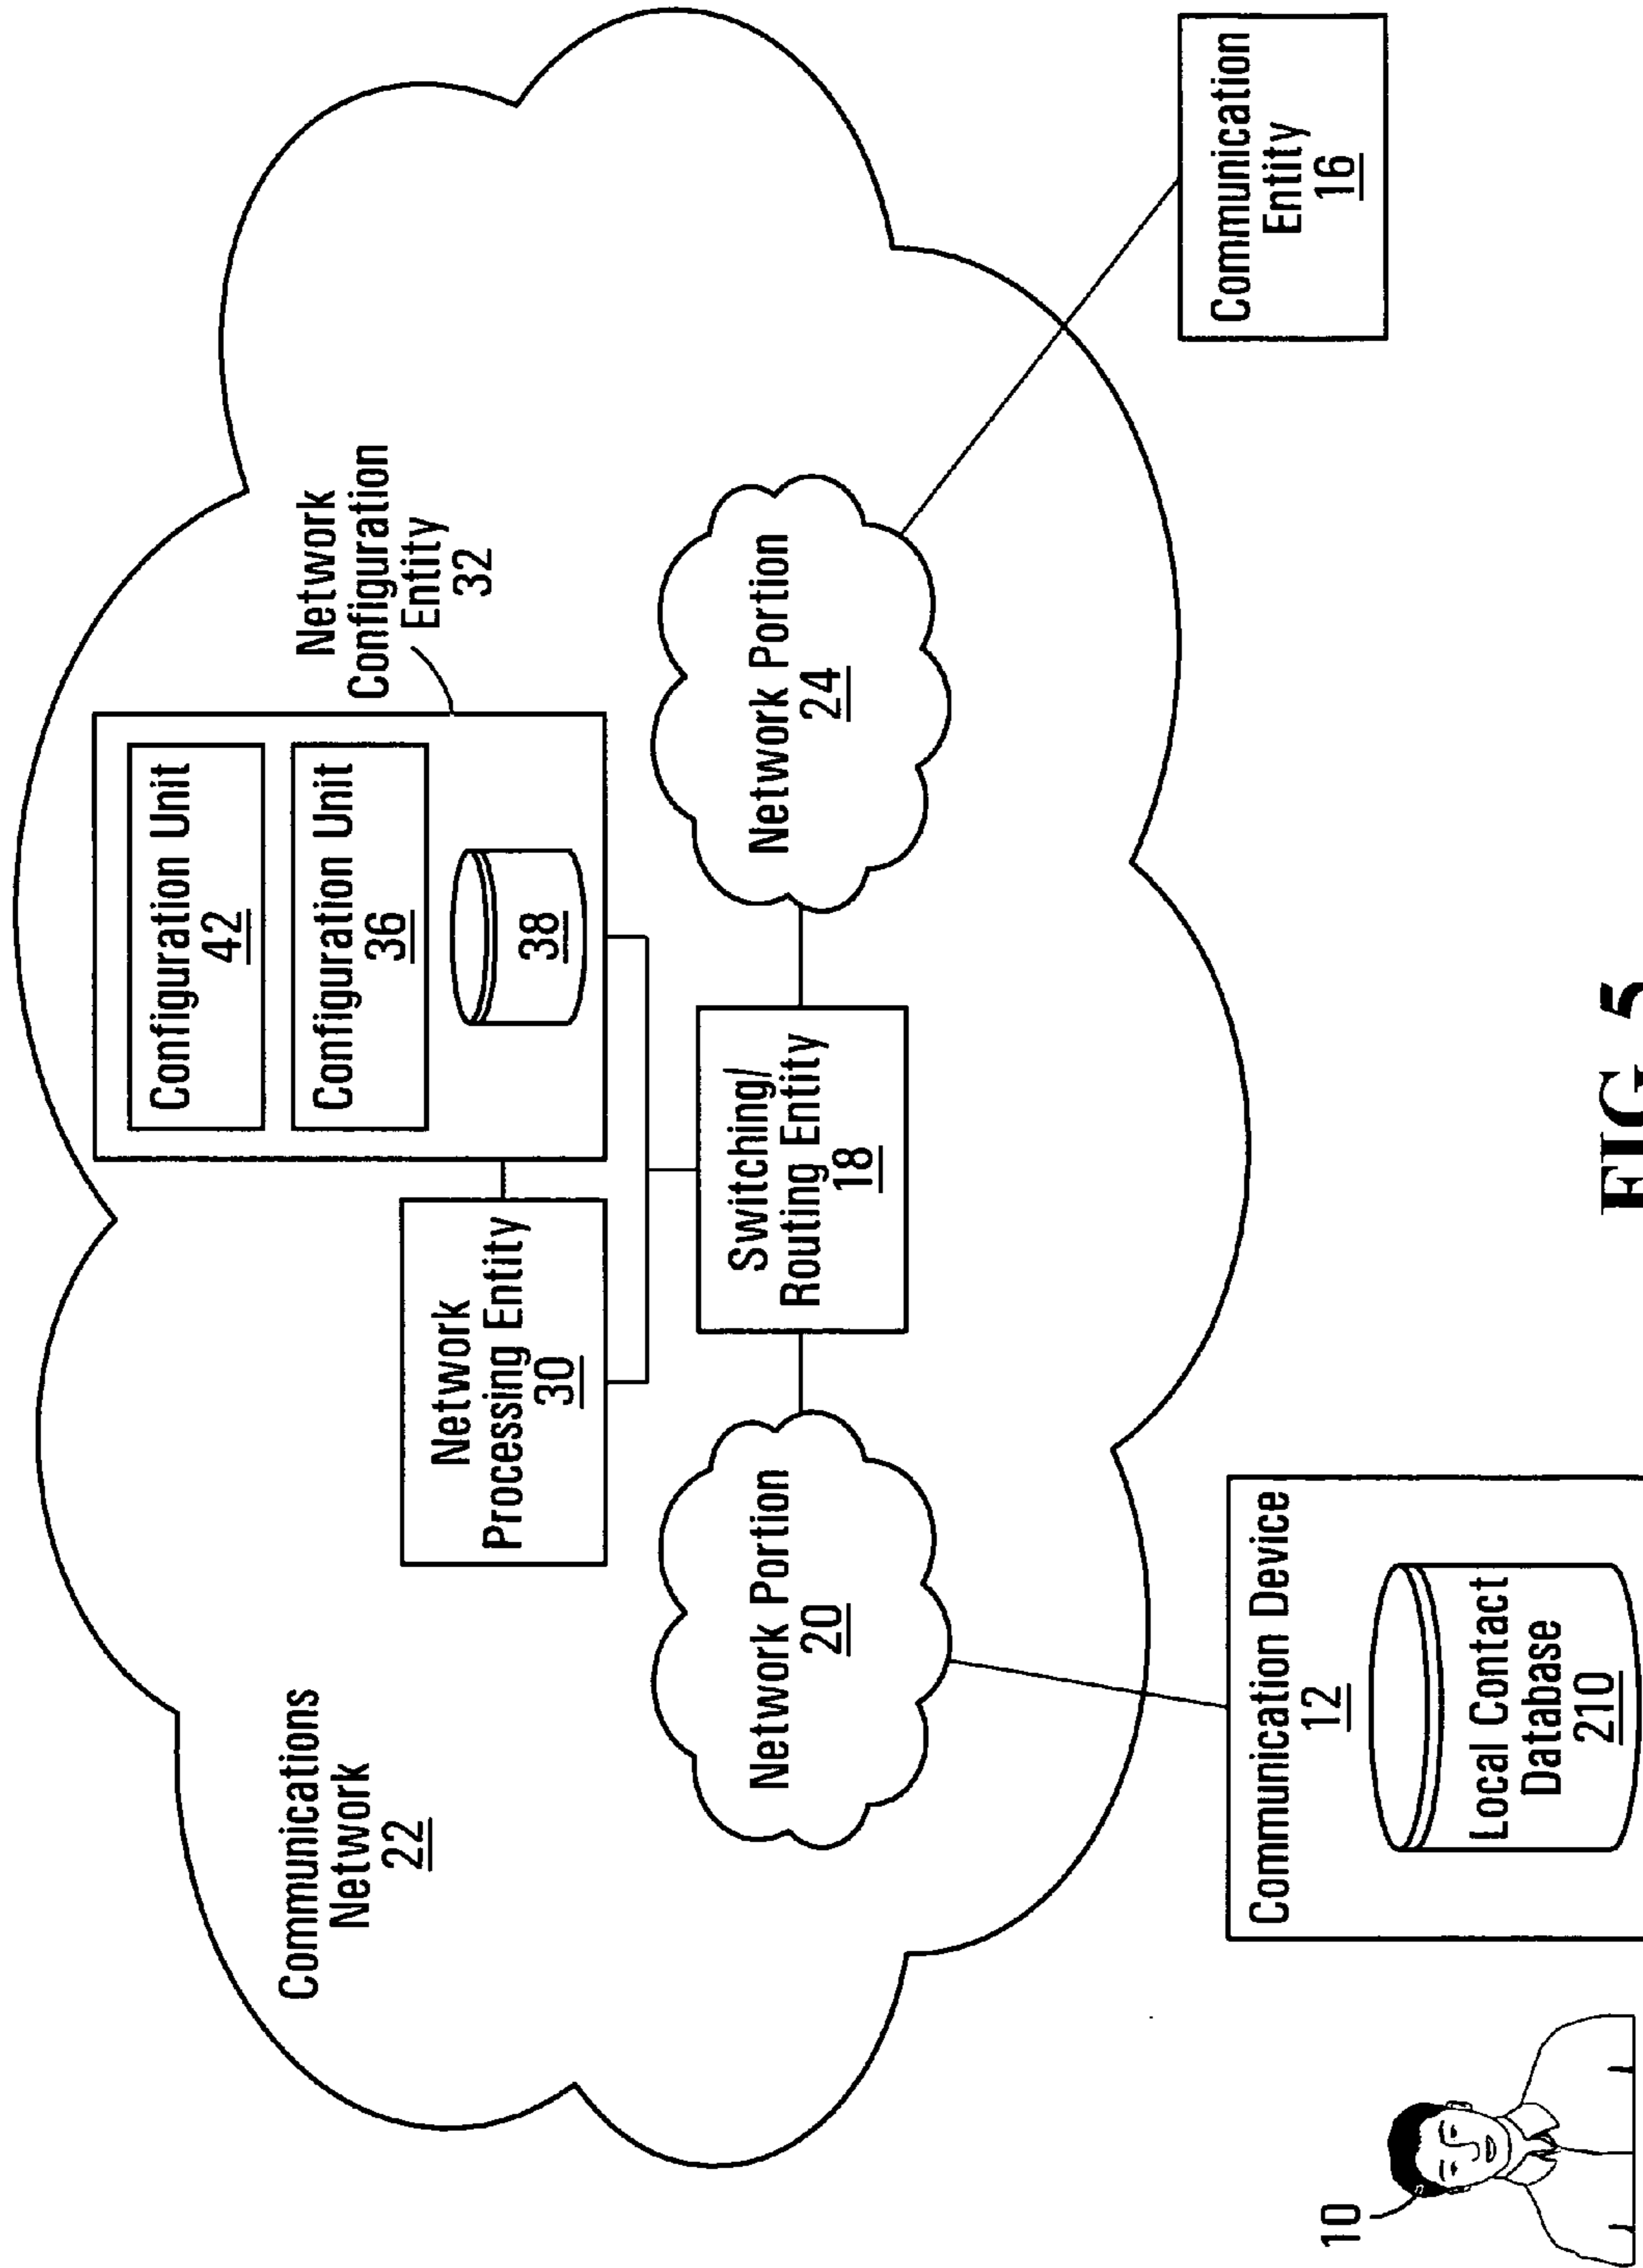 Communications
Network
22
Network
Configuration
Entity
32
Configuration Unit
42
Configuration Unit
36
38
Network
Processing Entity
30
Switching/
Routing Entity
18
Network Portion
20
Network Portion
24
10
Communication Device
12
Local Contact
Database
210
Communication
Entity
16
FIG. 5